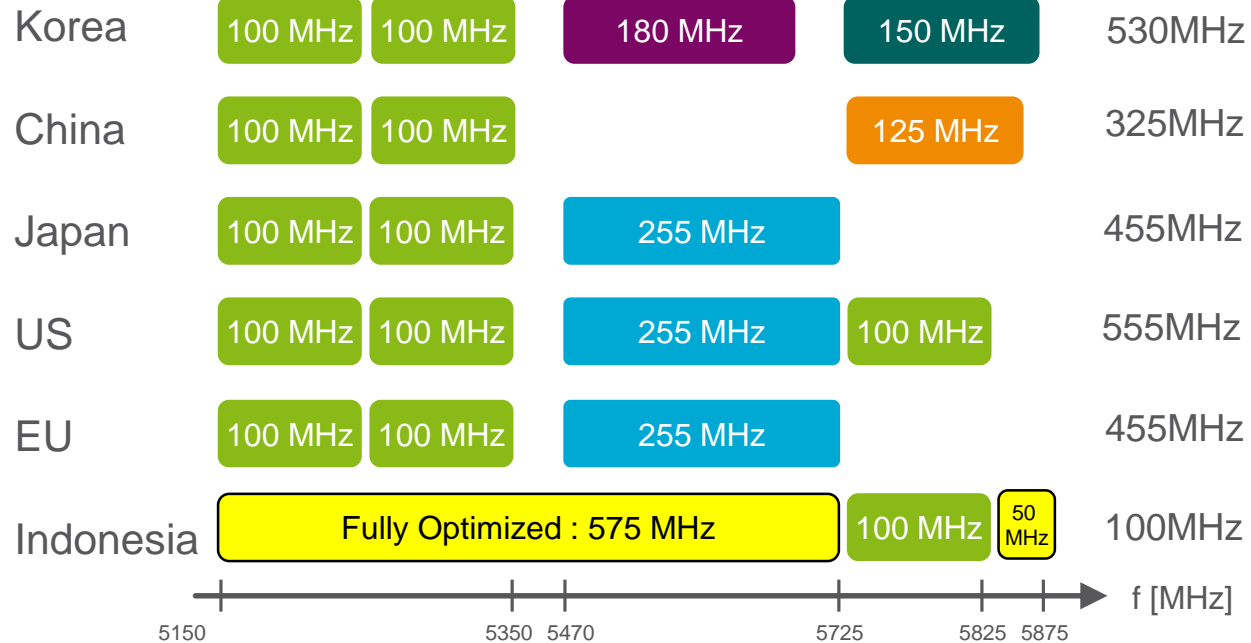 Korea 100 MHz 100 MHz 180 MHz 150 MHz 530MHz
China 100 MHz 100 MHz 125 MHz 325MHz
Japan 100 MHz 100 MHz 255 MHz 455MHz
US 100 MHz 100 MHz 255 MHz 100 MHz 555MHz
EU 100 MHz 100 MHz 255 MHz 455MHz
Indonesia Fully Optimized : 575 MHz 100 MHz 50 MHz 100MHz
f [MHz]
5150 5350 5470 5725 5825 5875